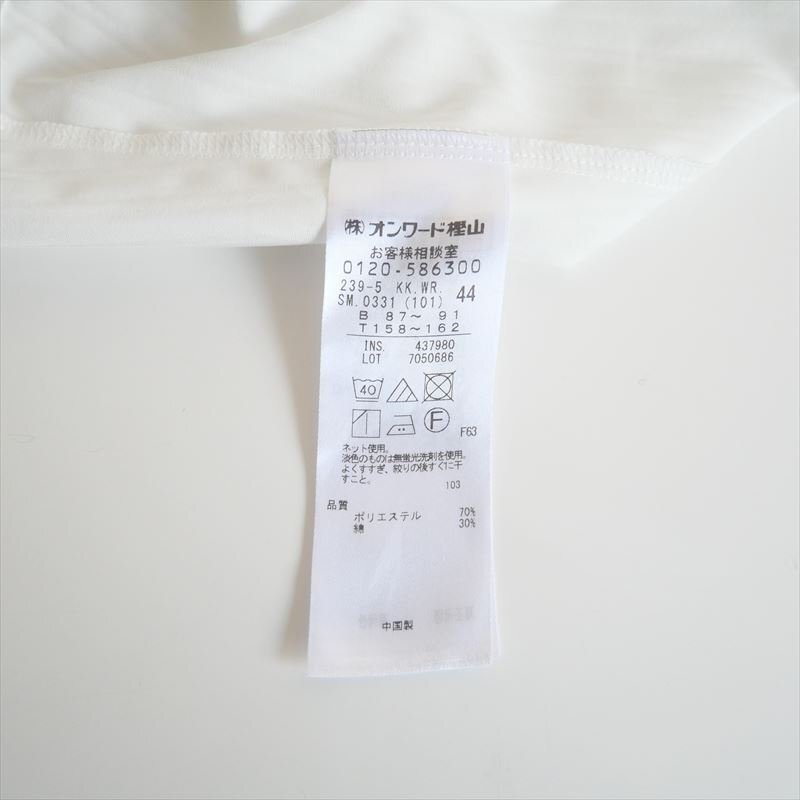 (株)オンワード樫山
お客様相談室
0120-586300
239-5 KK.WR.
SM.0331 (101) 44
B 87～ 91
T158～162
INS. 437980
LOT 7050686
40
F
F63
ネット使用。
淡色のものは無蛍光洗剤を使用。
よくすすぎ、絞りの後すぐに干
すこと。
103
品質
ポリエステル 70%
綿 30%
中国製